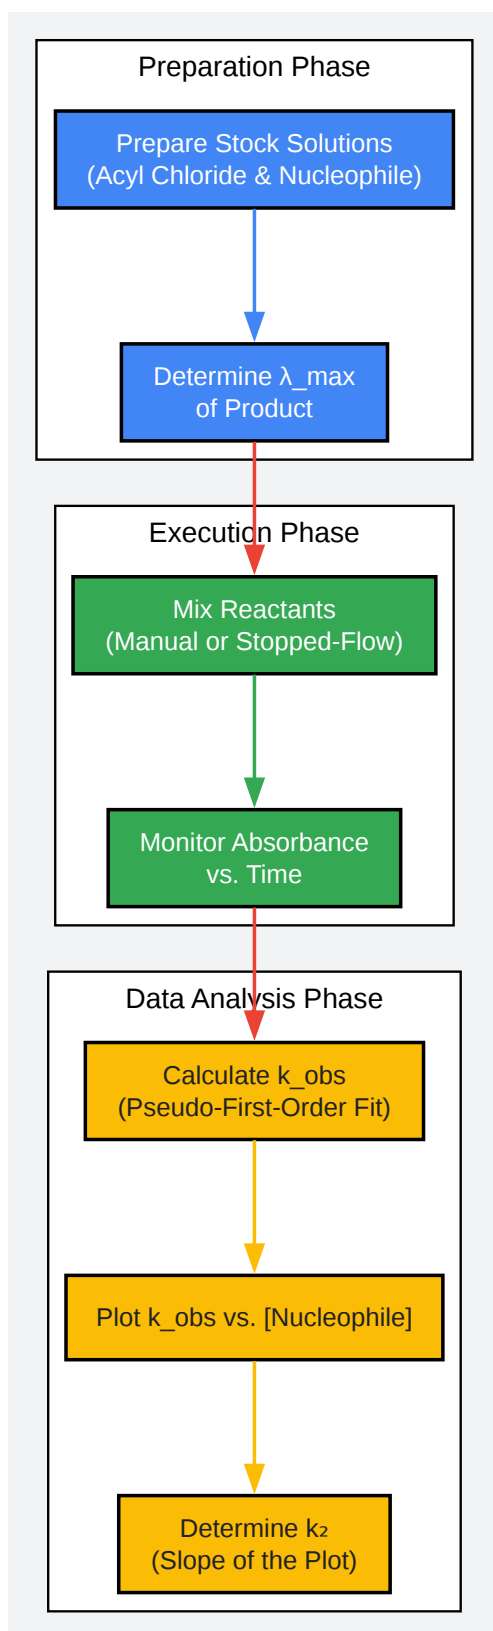 Preparation Phase
Prepare Stock Solutions
(Acyl Chloride & Nucleophile)
Determine λ_max
of Product
Execution Phase
Mix Reactants
(Manual or Stopped-Flow)
Monitor Absorbance
vs. Time
Data Analysis Phase
Calculate k_obs
(Pseudo-First-Order Fit)
Plot k_obs vs. [Nucleophile]
Determine k₂
(Slope of the Plot)